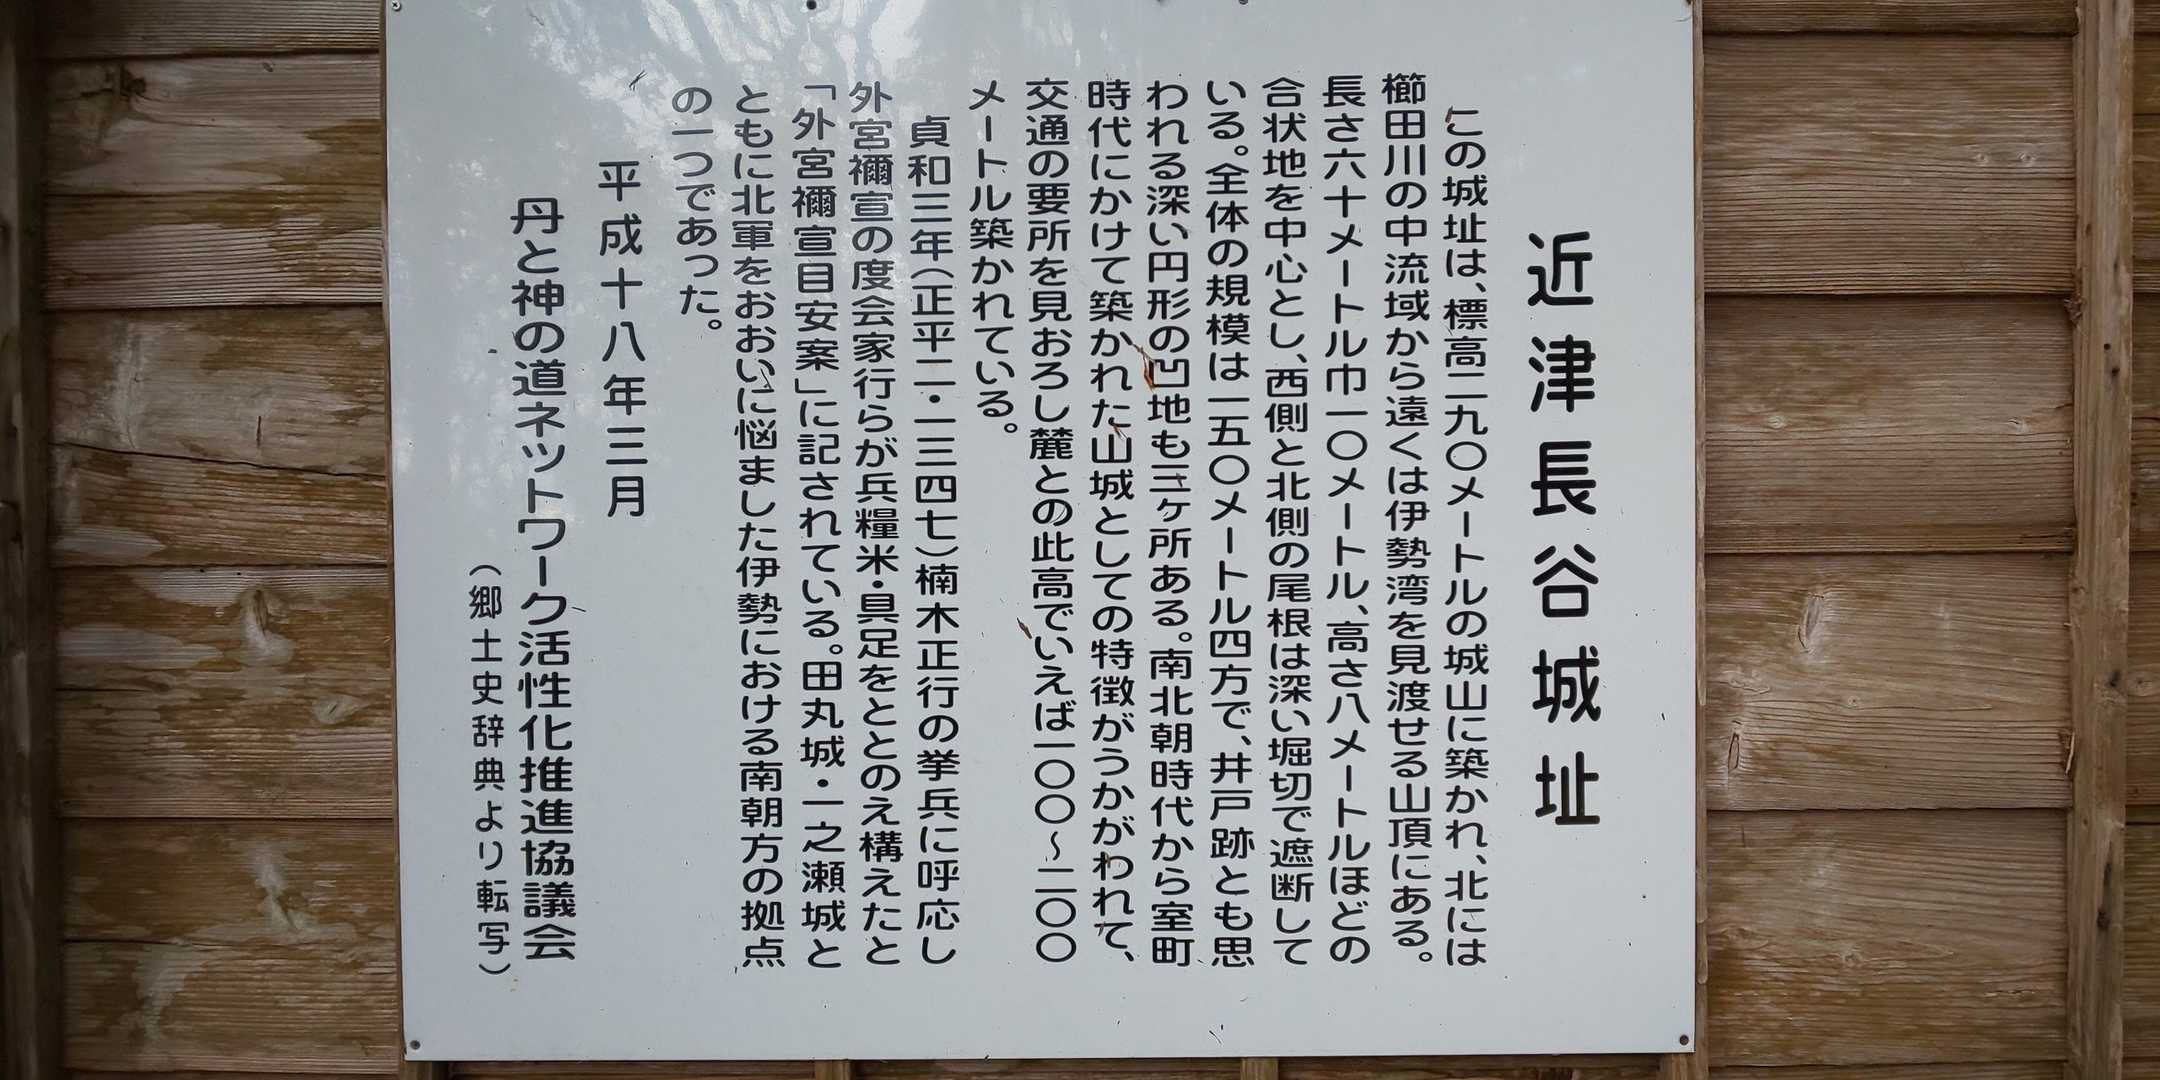 近津長谷城址
この城址は、標高二九〇メートルの城山に築かれ、北には
櫛田川の中流域から遠くは伊勢湾を見渡せる山頂にある。
長さ六十メートル巾一〇メートル、高さ八メートルほどの
合状地を中心とし、西側と北側の尾根は深い堀切で遮断して
いる。全体の規模は一五〇メートル四方で、井戸跡とも思
われる深い円形の凹地も三ヶ所ある。南北朝時代から室町
時代にかけて築かれた山城としての特徴がうかがわれて、
交通の要所を見おろし麓との此高でいえば一〇〇〜二〇〇
メートル築かれている。
貞和三年(正平二・一三四七)楠木正行の挙兵に呼応し
外宮禰宣の度会家行らが兵糧米・具足をととのえ構えたと
「外宮禰宣目安案」に記されている。田丸城・一之瀬城と
ともに北軍をおおいに悩ました伊勢における南朝方の拠点
の一つであった。
平成十八年三月
丹と神の道ネットワーク活性化推進協議会
(郷土史辞典より転写)